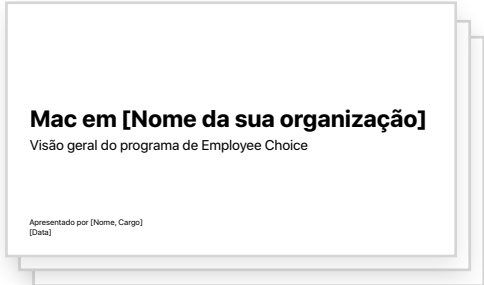 Mac em [Nome da sua organização]
Visão geral do programa de Employee Choice
Apresentado por [Nome, Cargo]
[Data]